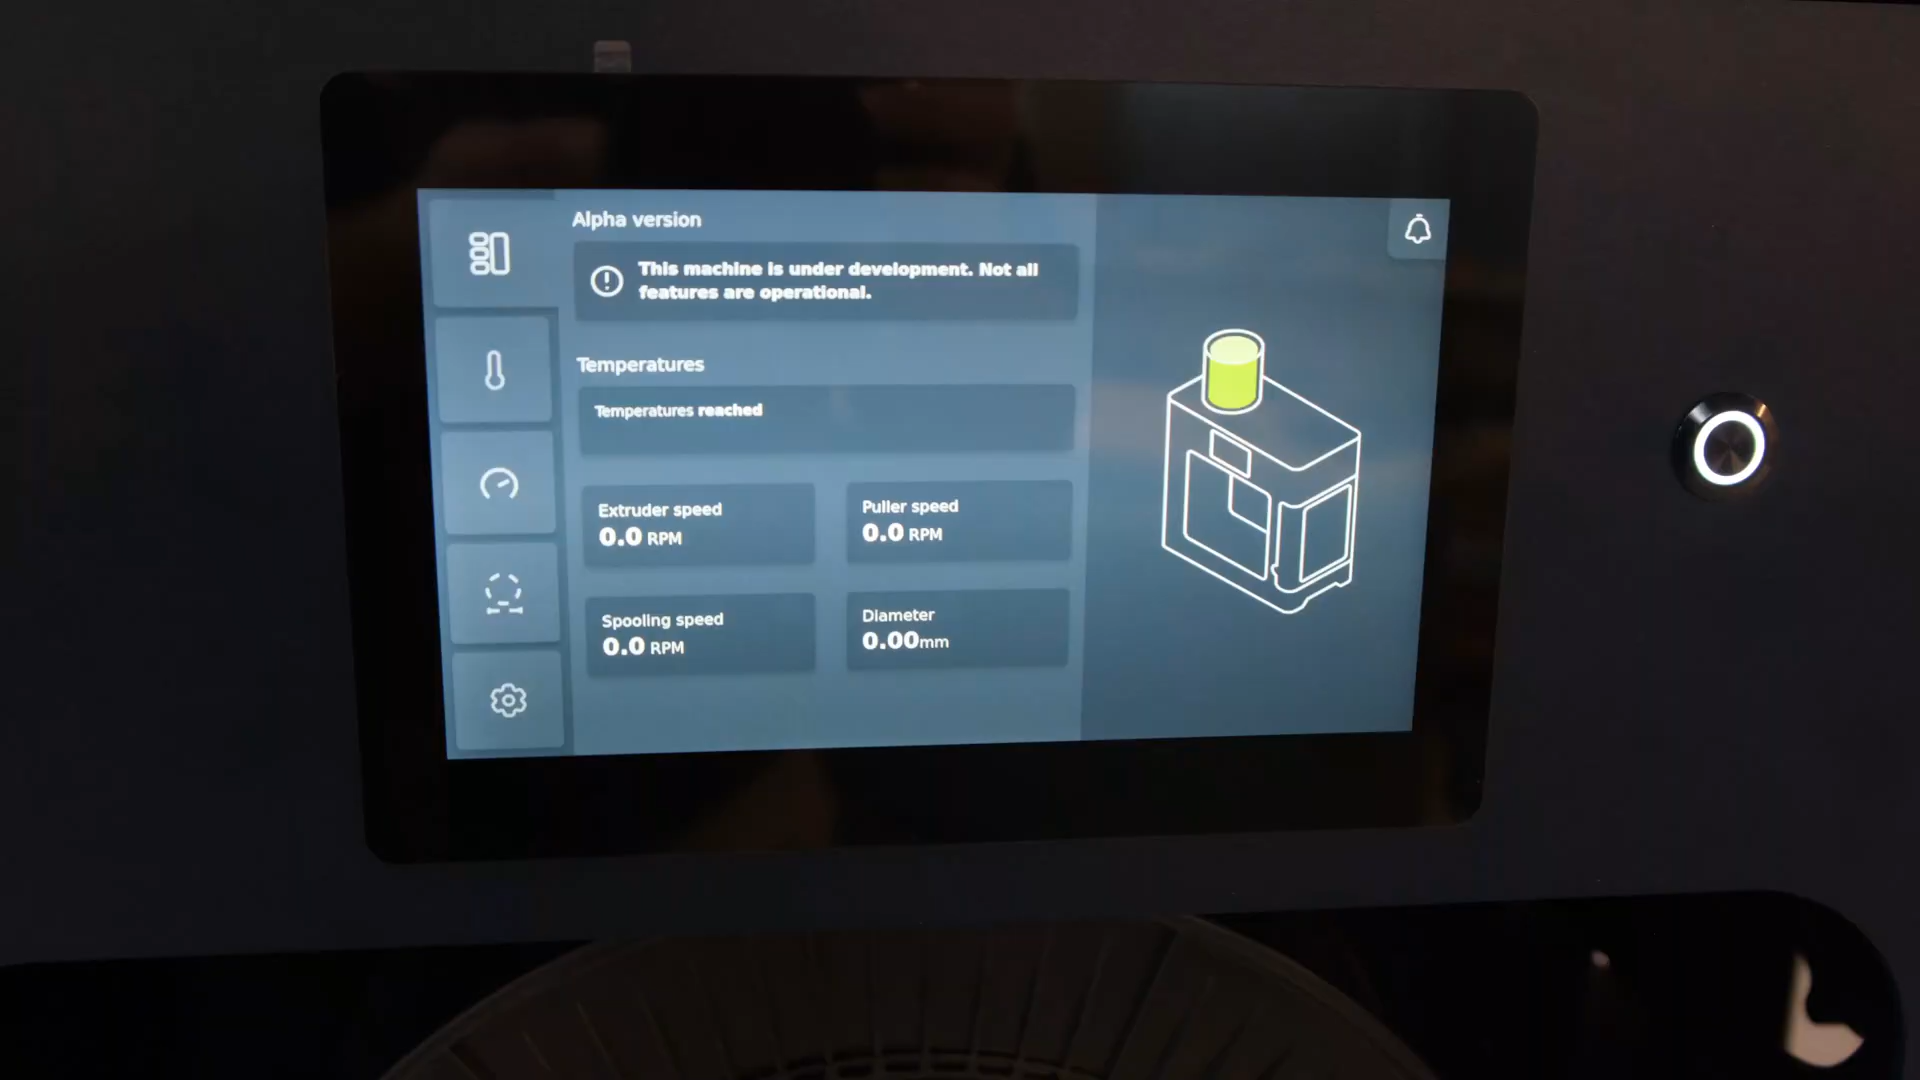 Alpha version
This machine is under development. Not all
features are operational.
Temperatures
Temperatures reached
Extruder speed
0.0 RPM
Puller speed
0.0 RPM
Spooling speed
0.0 RPM
Diameter
0.00mm